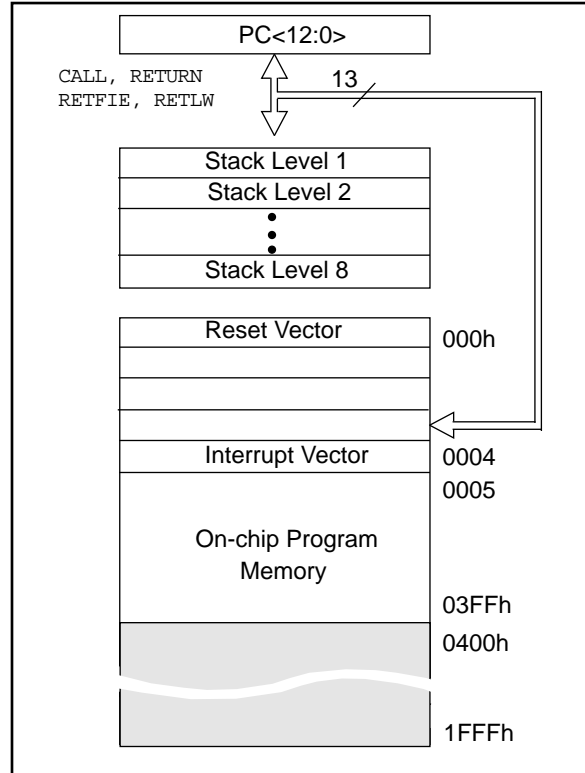 PC<12:0>
CALL, RETURN
RETFIE, RETLW
13
Stack Level 1
Stack Level 2
Stack Level 8
Reset Vector
000h
Interrupt Vector
0004
0005
On-chip Program
Memory
03FFh
0400h
1FFFh